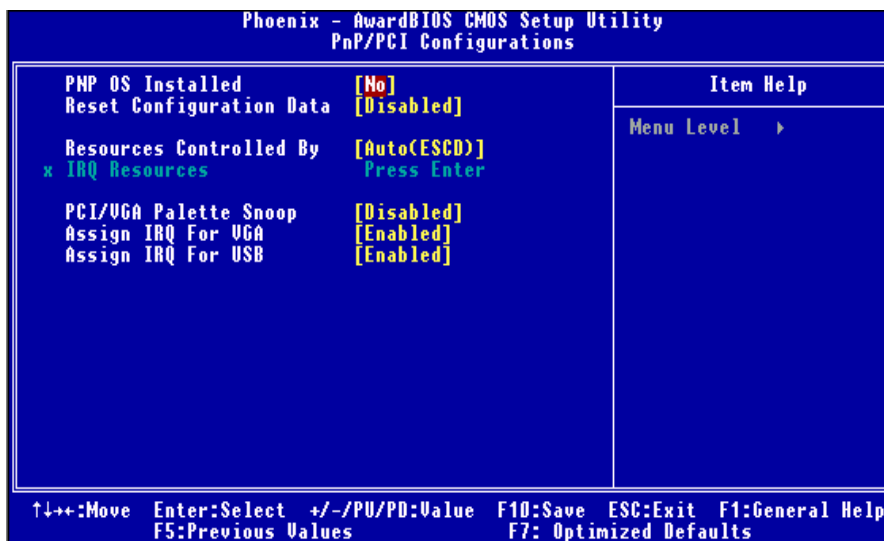 Phoenix - AwardBIOS CMOS Setup Utility
PnP/PCI Configurations
PNP OS Installed [No]
Reset Configuration Data [Disabled]
Resources Controlled By [Auto(ESCD)]
x IRQ Resources Press Enter
PCI/VGA Palette Snoop [Disabled]
Assign IRQ For VGA [Enabled]
Assign IRQ For USB [Enabled]
Item Help
Menu Level ▸
↑↓→←:Move Enter:Select +/-/PU/PD:Value F10:Save ESC:Exit F1:General Help
F5:Previous Values F7: Optimized Defaults